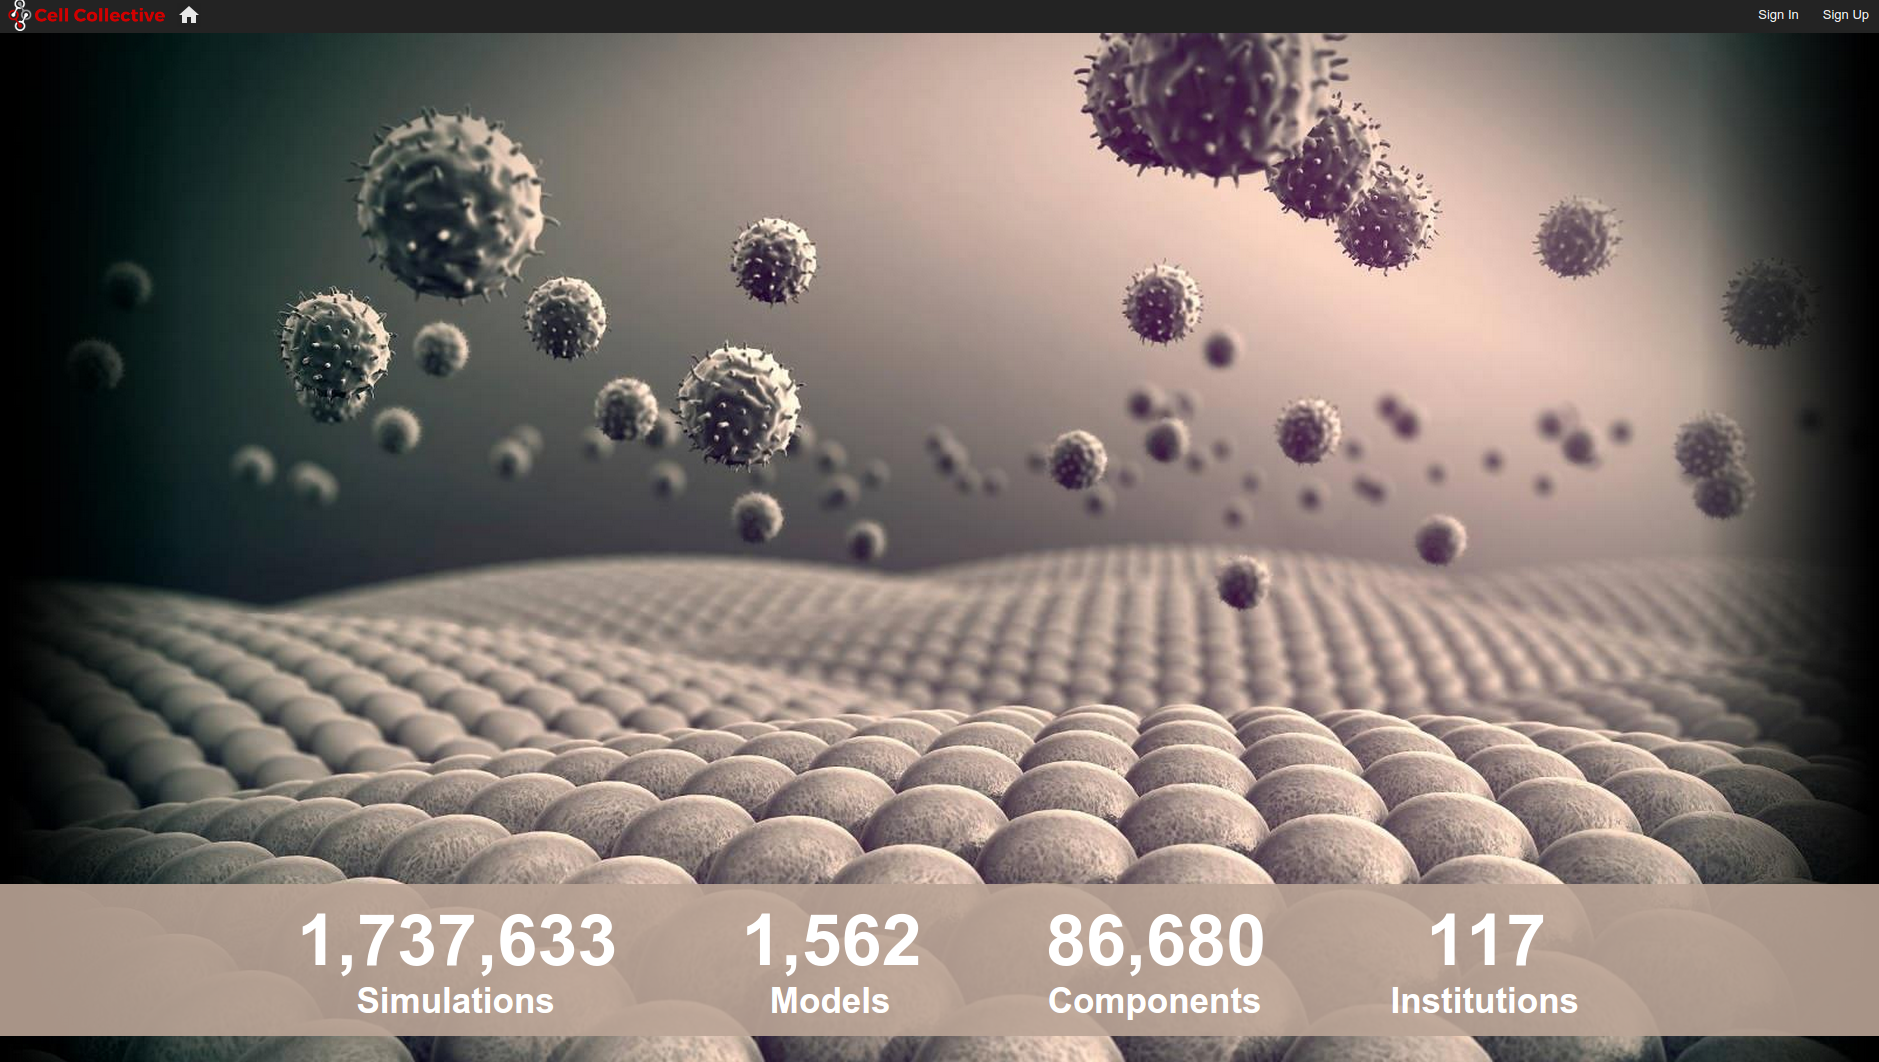 Cell Collective
Sign In
Sign Up
1,737,633
Simulations
1,562
Models
86,680
Components
117
Institutions